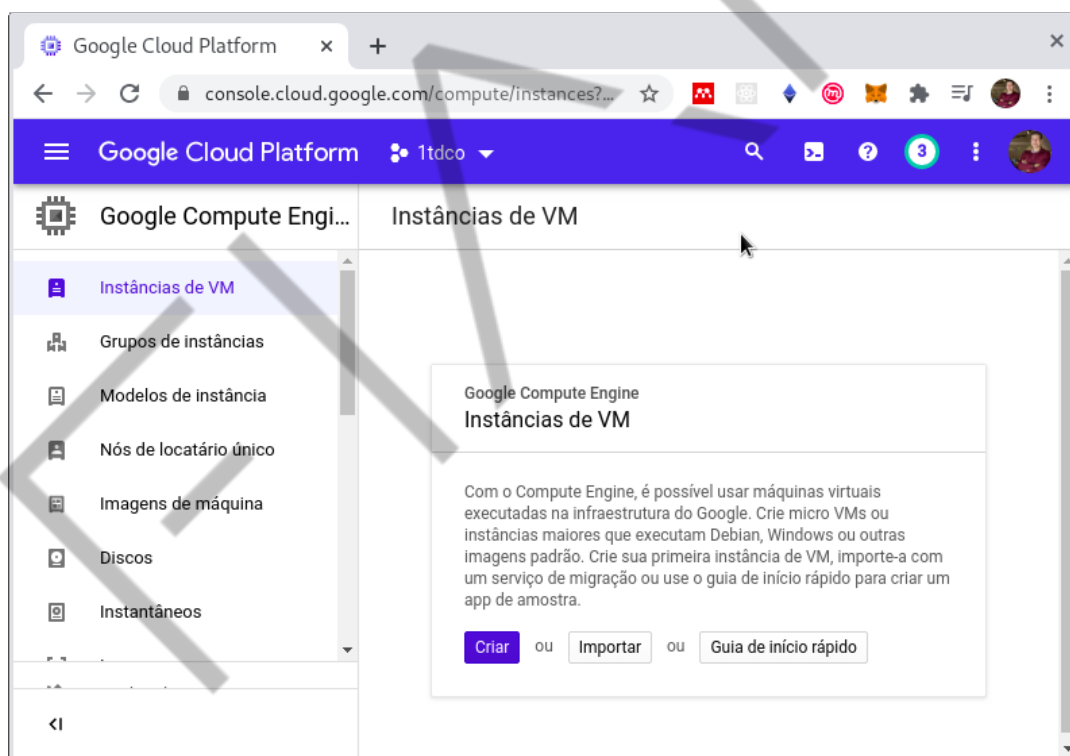 Google Cloud Platform
console.cloud.google.com/compute/instances?...
Google Cloud Platform
1tdco
3
Google Compute Engi...
Instâncias de VM
Instâncias de VM
Grupos de instâncias
Modelos de instância
Nós de locatário único
Imagens de máquina
Discos
Instantâneos
Google Compute Engine
Instâncias de VM
Com o Compute Engine, é possível usar máquinas virtuais
executadas na infraestrutura do Google. Crie micro VMs ou
instâncias maiores que executam Debian, Windows ou outras
imagens padrão. Crie sua primeira instância de VM, importe-a com
um serviço de migração ou use o guia de início rápido para criar um
app de amostra.
Criar ou Importar ou Guia de início rápido